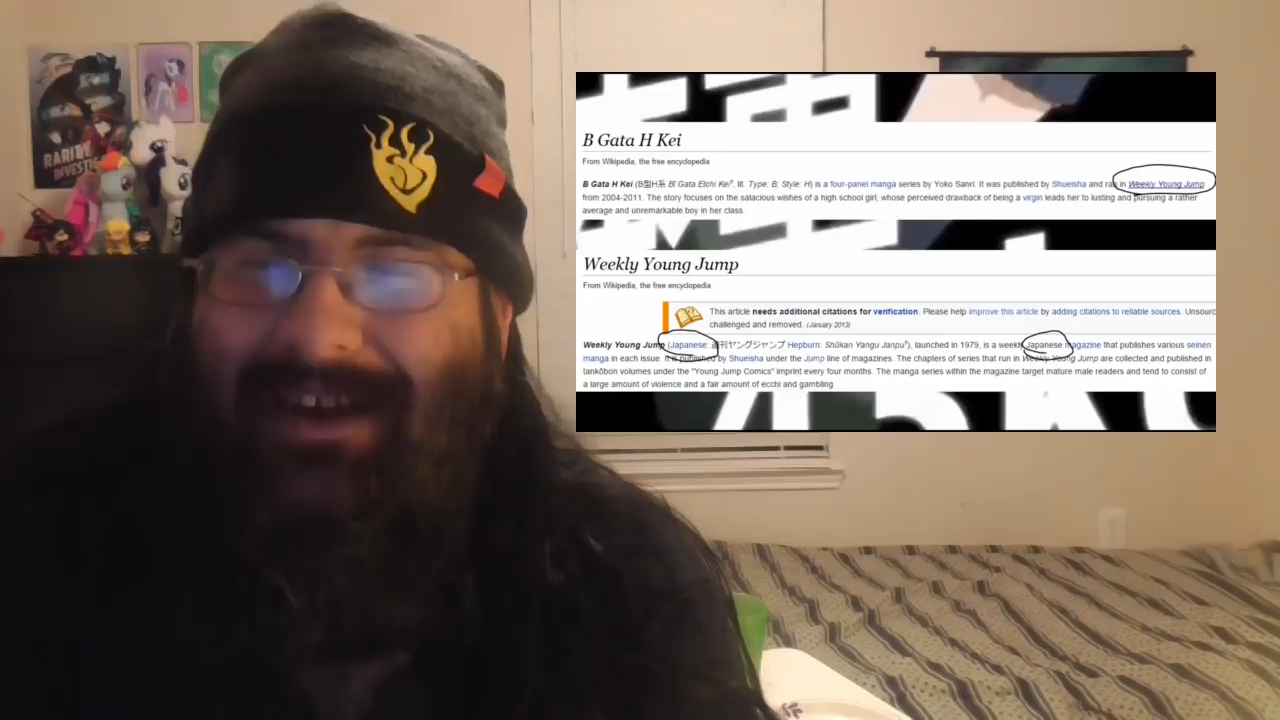 RARITY
INVESTIG
B Gata H Kei
From Wikipedia, the free encyclopedia
B Gata H Kei (B型H系 Bī Gata Etchi Kei?, lit. Type: B; Style: H) is a four-panel manga series by Yoko Sanri. It was published by Shueisha and ran in Weekly Young Jump
from 2004-2011. The story focuses on the salacious wishes of a high school girl, whose perceived drawback of being a virgin leads her to lusting and pursuing a rather
average and unremarkable boy in her class.
Weekly Young Jump
From Wikipedia, the free encyclopedia
This article needs additional citations for verification. Please help improve this article by adding citations to reliable sources. Unsourc
challenged and removed. (January 2013)
Weekly Young Jump (Japanese: 週刊ヤングジャンプ Hepburn: Shūkan Yangu Janpu?), launched in 1979, is a weekly Japanese magazine that publishes various seinen
manga in each issue. It is published by Shueisha under the Jump line of magazines. The chapters of series that run in Weekly Young Jump are collected and published in
tankōbon volumes under the "Young Jump Comics" imprint every four months. The manga series within the magazine target mature male readers and tend to consist of
a large amount of violence and a fair amount of ecchi and gambling